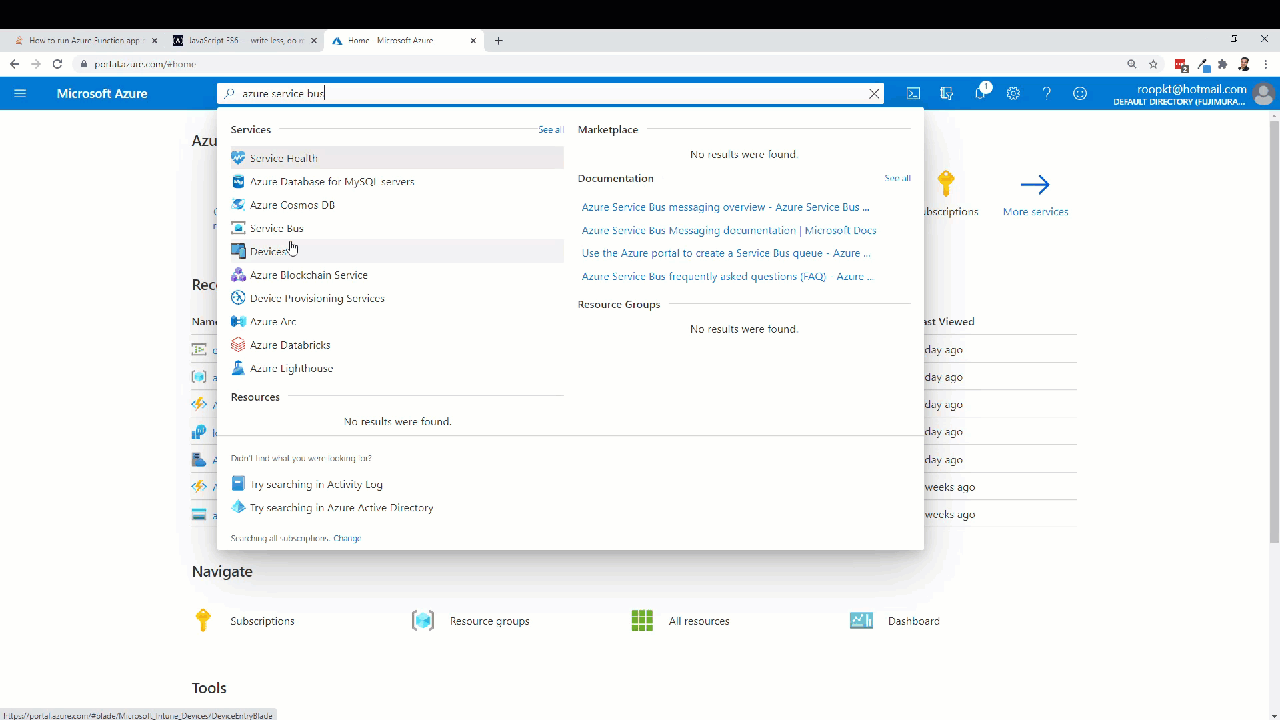 How to run Azure Function app
JavaScript ES6 — write less, do
Home - Microsoft Azure
portal.azure.com/#home
2
Microsoft Azure
azure service bus
1
roopkt@hotmail.com
DEFAULT DIRECTORY (FUJIMURA...
Services
See all
Service Health
Azure Database for MySQL servers
Azure Cosmos DB
Service Bus
Devices
Azure Blockchain Service
Device Provisioning Services
Azure Arc
Azure Databricks
Azure Lighthouse
Resources
No results were found.
Marketplace
No results were found.
Documentation
See all
Azure Service Bus messaging overview - Azure Service Bus ...
Azure Service Bus Messaging documentation | Microsoft Docs
Use the Azure portal to create a Service Bus queue - Azure ...
Azure Service Bus frequently asked questions (FAQ) - Azure ...
Resource Groups
No results were found.
Didn't find what you were looking for?
Try searching in Activity Log
Try searching in Azure Active Directory
Searching all subscriptions. Change
Azu
bscriptions
More services
Rec
Nam
ast Viewed
day ago
day ago
day ago
day ago
day ago
weeks ago
weeks ago
Navigate
Subscriptions
Resource groups
All resources
Dashboard
Tools
https://portal.azure.com/#blade/Microsoft_Intune_Devices/DeviceEntryBlade